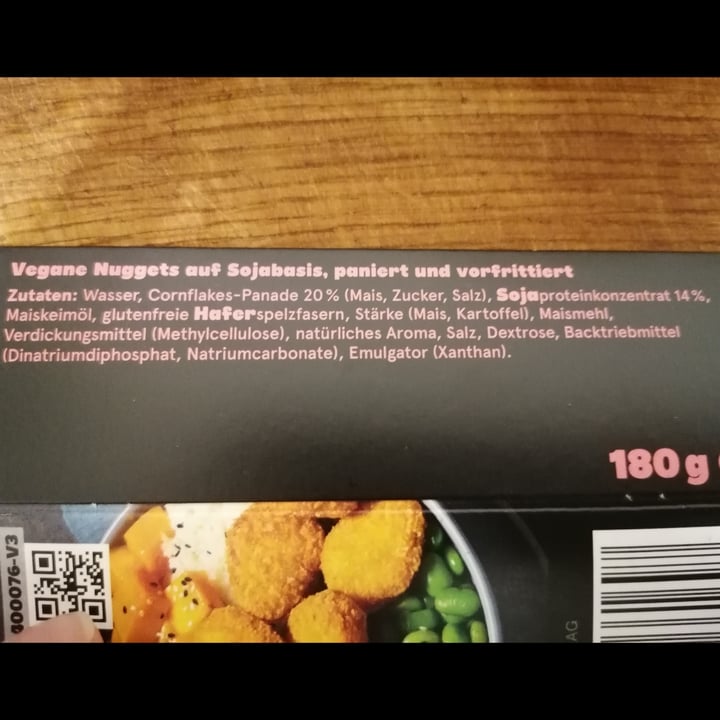 Vegane Nuggets auf Sojabasis, paniert und vorfrittiert
Zutaten: Wasser, Cornflakes-Panade 20 % (Mais, Zucker, Salz), Sojaproteinkonzentrat 14 %,
Maiskeimöl, glutenfreie Haferspelzfasern, Stärke (Mais, Kartoffel), Maismehl,
Verdickungsmittel (Methylcellulose), natürliches Aroma, Salz, Dextrose, Backtriebmittel
(Dinatriumdiphosphat, Natriumcarbonate), Emulgator (Xanthan).
180 g
400076-V3
AG